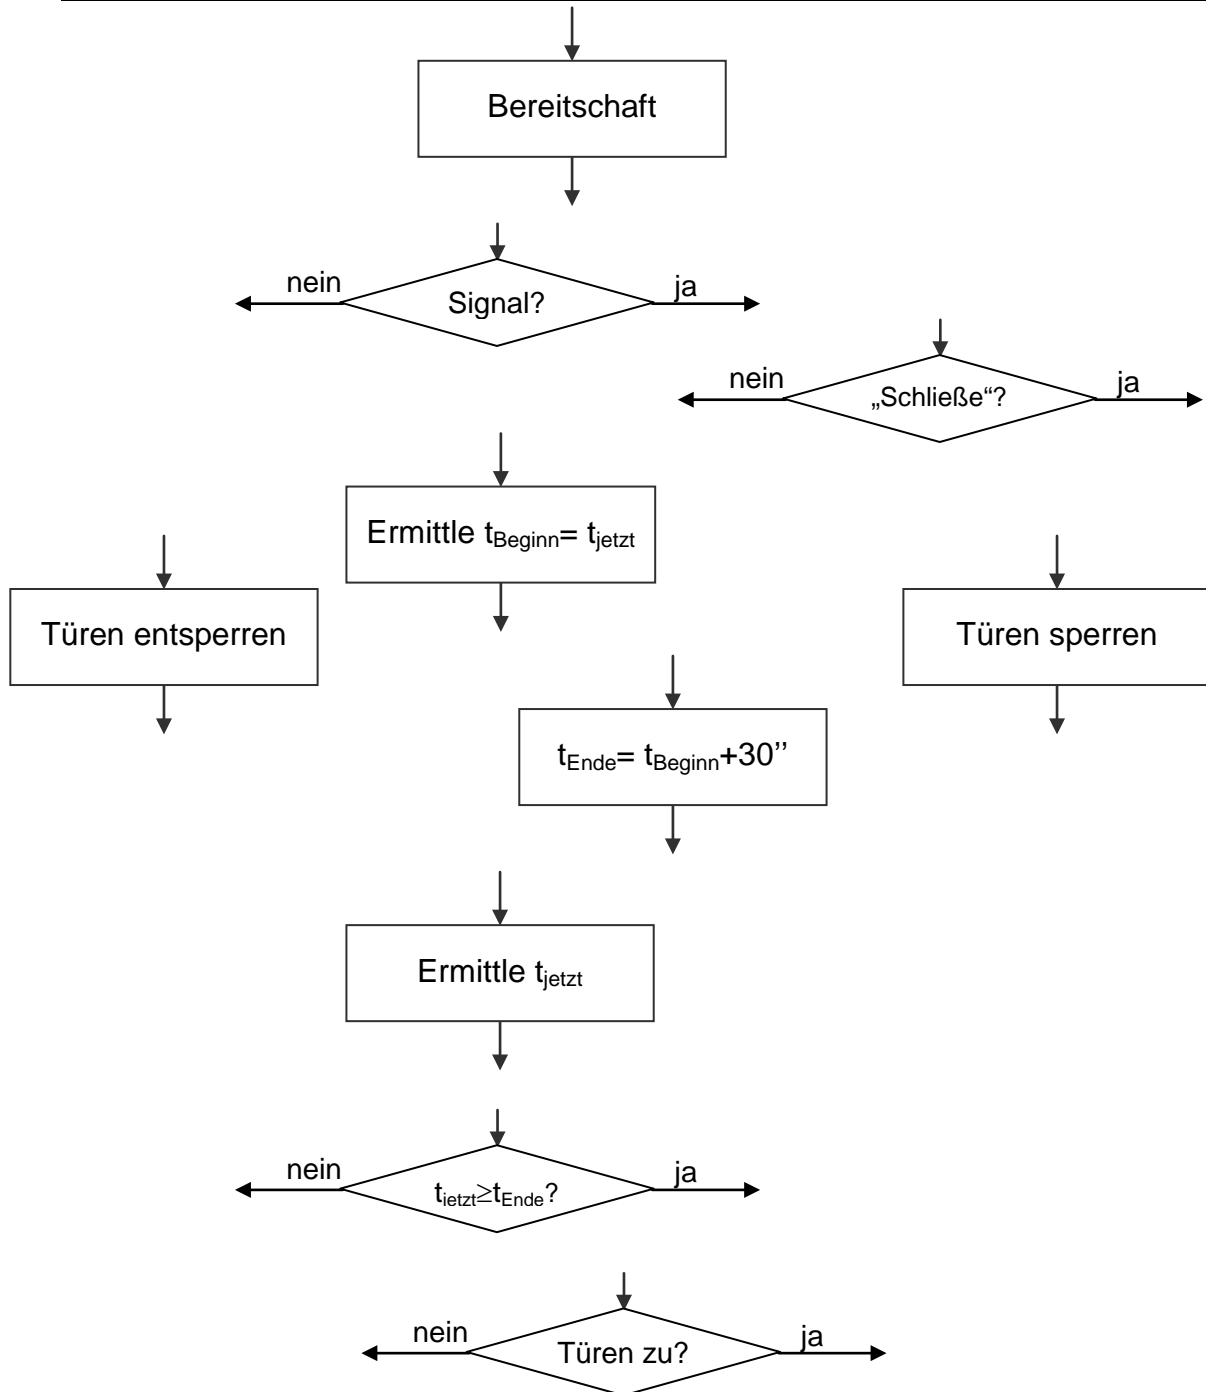 Bereitschaft
nein
Signal?
ja
nein
„Schließe“?
ja
Ermittle tBeginn= tjetzt
Türen entsperren
Türen sperren
tEnde= tBeginn+30’’
Ermittle tjetzt
nein
tjetzt≥tEnde?
ja
nein
Türen zu?
ja